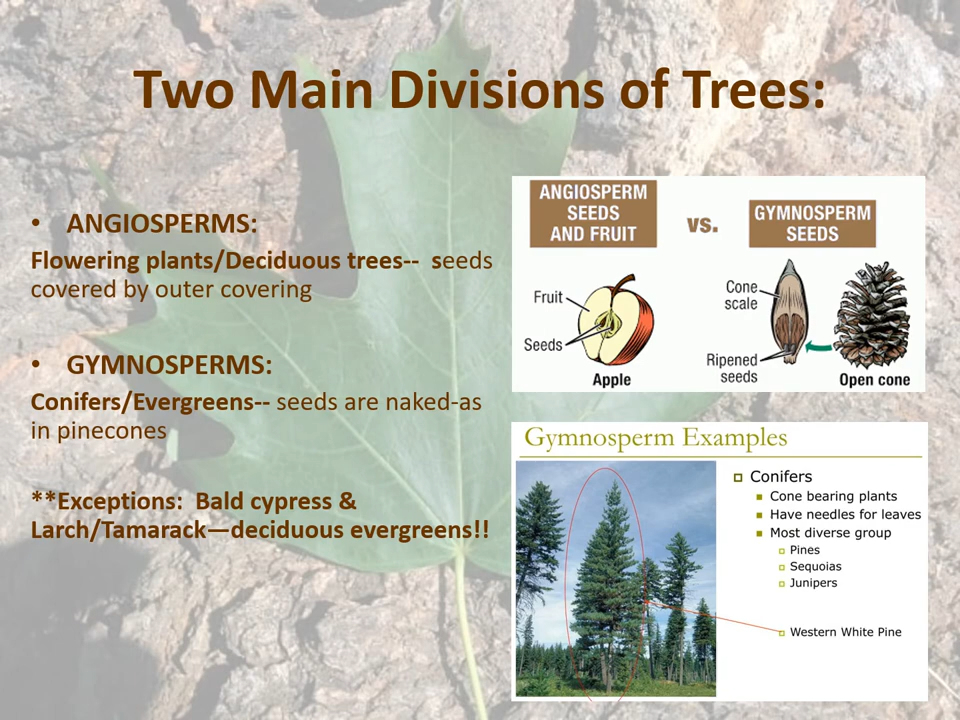 Two Main Divisions of Trees:
• ANGIOSPERMS:
Flowering plants/Deciduous trees-- seeds
covered by outer covering
• GYMNOSPERMS:
Conifers/Evergreens-- seeds are naked-as
in pinecones
**Exceptions: Bald cypress &
Larch/Tamarack—deciduous evergreens!!
ANGIOSPERM
SEEDS
AND FRUIT
vs.
GYMNOSPERM
SEEDS
Fruit
Seeds
Apple
Cone
scale
Ripened
seeds
Open cone
Gymnosperm Examples
Conifers
Cone bearing plants
Have needles for leaves
Most diverse group
Pines
Sequoias
Junipers
Western White Pine